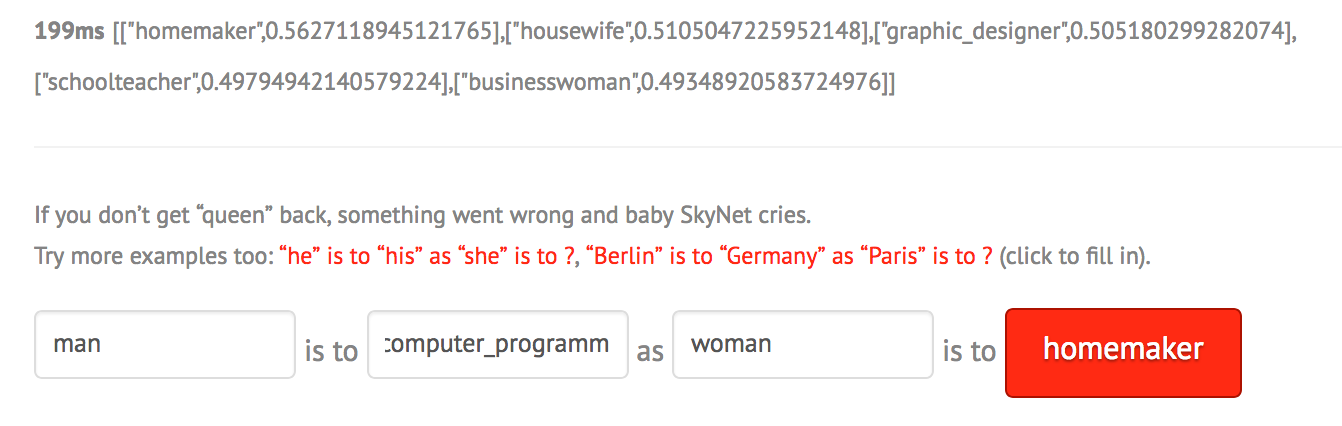 199ms [["homemaker",0.5627118945121765],["housewife",0.5105047225952148],["graphic_designer",0.505180299282074],
["schoolteacher",0.49794942140579224],["businesswoman",0.493489205837249​76]]
If you don’t get “queen” back, something went wrong and baby SkyNet cries.
Try more examples too: “he” is to “his” as “she” is to ?, “Berlin” is to “Germany” as “Paris” is to ? (click to fill in).
man is to computer_programm as woman is to homemaker